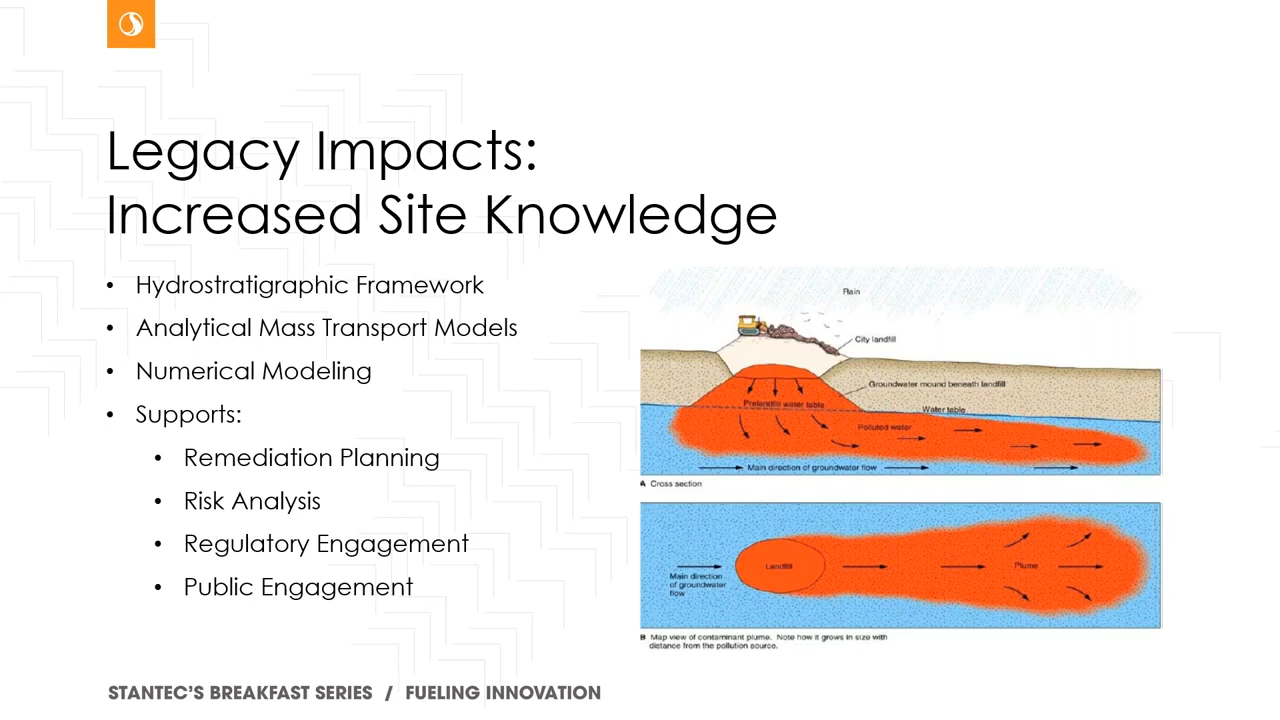 Legacy Impacts:
Increased Site Knowledge
• Hydrostratigraphic Framework
• Analytical Mass Transport Models
• Numerical Modeling
• Supports:
• Remediation Planning
• Risk Analysis
• Regulatory Engagement
• Public Engagement
Rain
City landfill
Groundwater mound beneath landfill
Prelandfill water table
Water table
Polluted water
Main direction of groundwater flow
A Cross section
Landfill
Plume
Main direction
of groundwater
flow
B Map view of contaminant plume. Note how it grows in size with
distance from the pollution source.
STANTEC'S BREAKFAST SERIES / FUELING INNOVATION